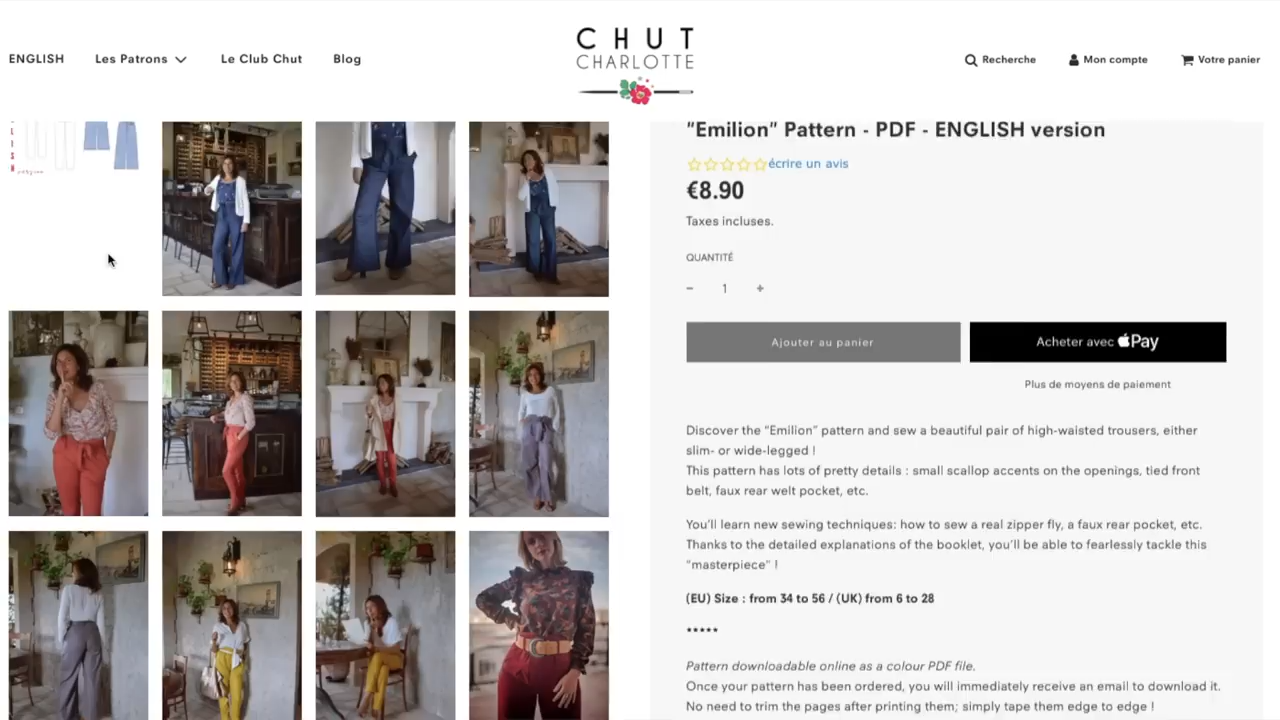 CHUT
CHARLOTTE
ENGLISH
Les Patrons
Le Club Chut
Blog
Recherche
Mon compte
Votre panier
"Emilion" Pattern - PDF - ENGLISH version
écrire un avis
€8.90
Taxes incluses.
QUANTITÉ
− 1 +
Ajouter au panier
Acheter avec Pay
Plus de moyens de paiement
Discover the "Emilion" pattern and sew a beautiful pair of high-waisted trousers, either
slim- or wide-legged !
This pattern has lots of pretty details : small scallop accents on the openings, tied front
belt, faux rear welt pocket, etc.
You'll learn new sewing techniques: how to sew a real zipper fly, a faux rear pocket, etc.
Thanks to the detailed explanations of the booklet, you'll be able to fearlessly tackle this
"masterpiece" !
(EU) Size : from 34 to 56 / (UK) from 6 to 28
*****
Pattern downloadable online as a colour PDF file.
Once your pattern has been ordered, you will immediately receive an email to download it.
No need to trim the pages after printing them; simply tape them edge to edge !